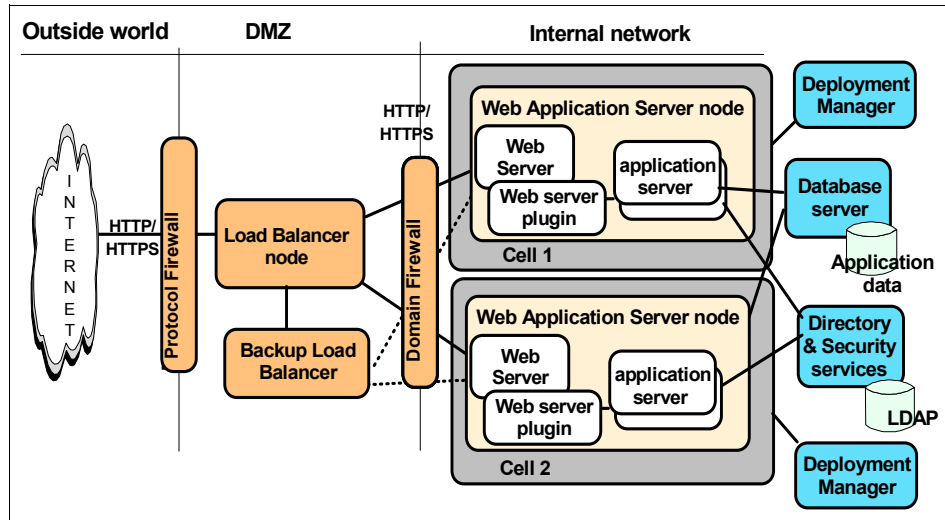 Outside world
DMZ
Internal network
INTERNET
HTTP/
HTTPS
Protocol Firewall
Load Balancer
node
Backup Load
Balancer
HTTP/
HTTPS
Domain Firewall
Web Application Server node
Web
Server
Web server
plugin
application
server
Cell 1
Web Application Server node
Web
Server
Web server
plugin
application
server
Cell 2
Deployment
Manager
Database
server
Application
data
Directory
& Security
services
LDAP
Deployment
Manager